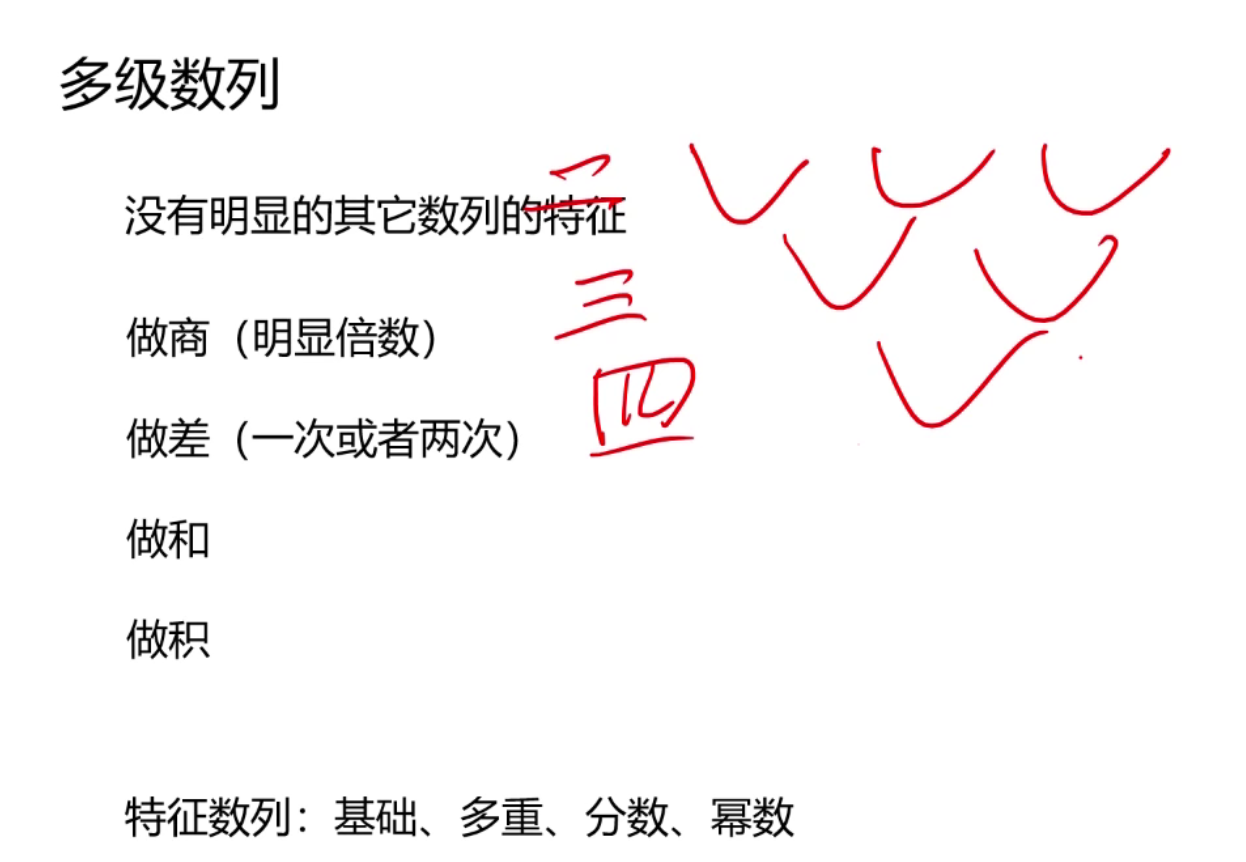 多级数列
没有明显的其它数列的特征
二
做商（明显倍数）
三
做差（一次或者两次）
四
做和
做积
特征数列：基础、多重、分数、幂数